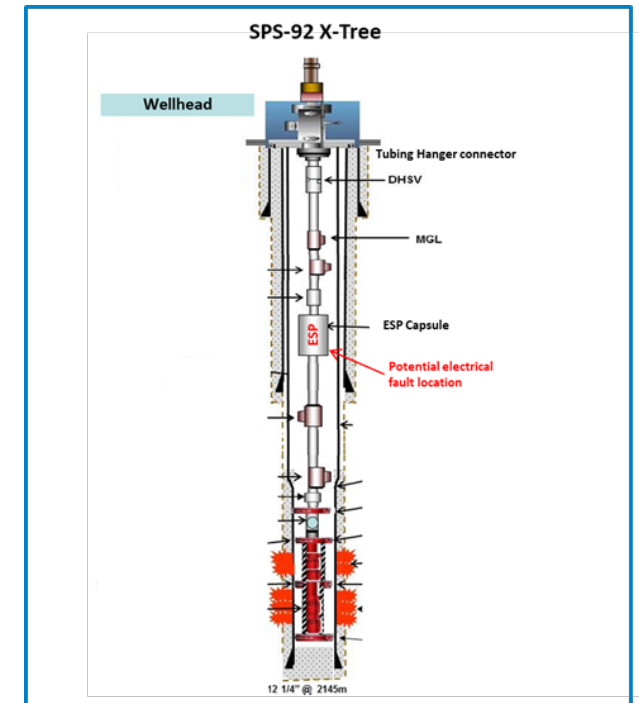 SPS-92 X-Tree
Wellhead
Tubing Hanger connector
DHSV
MGL
ESP Capsule
ESP
Potential electrical
fault location
12 1/4" @ 2145m